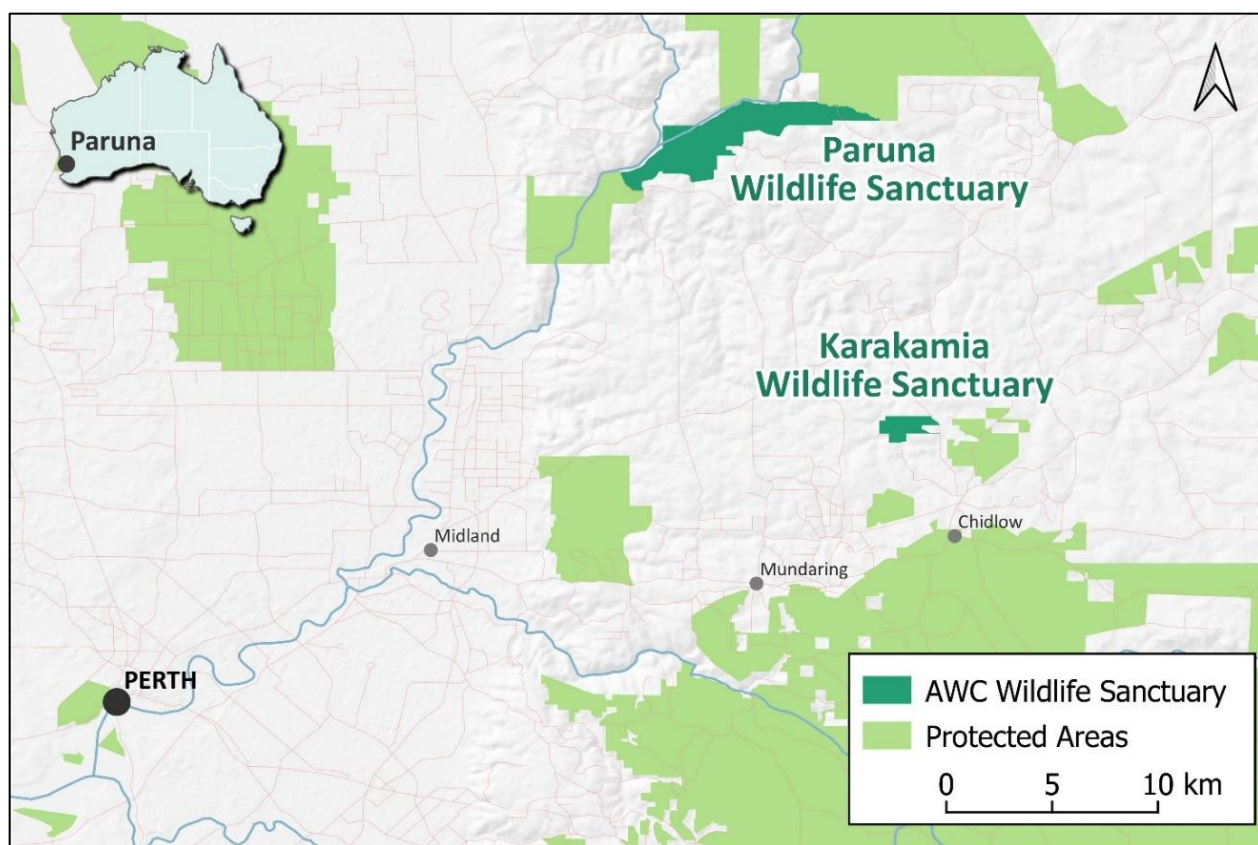 Paruna
Paruna
Wildlife Sanctuary
Karakamia
Wildlife Sanctuary
Midland
Chidlow
Mundaring
PERTH
AWC Wildlife Sanctuary
Protected Areas
0 5 10 km